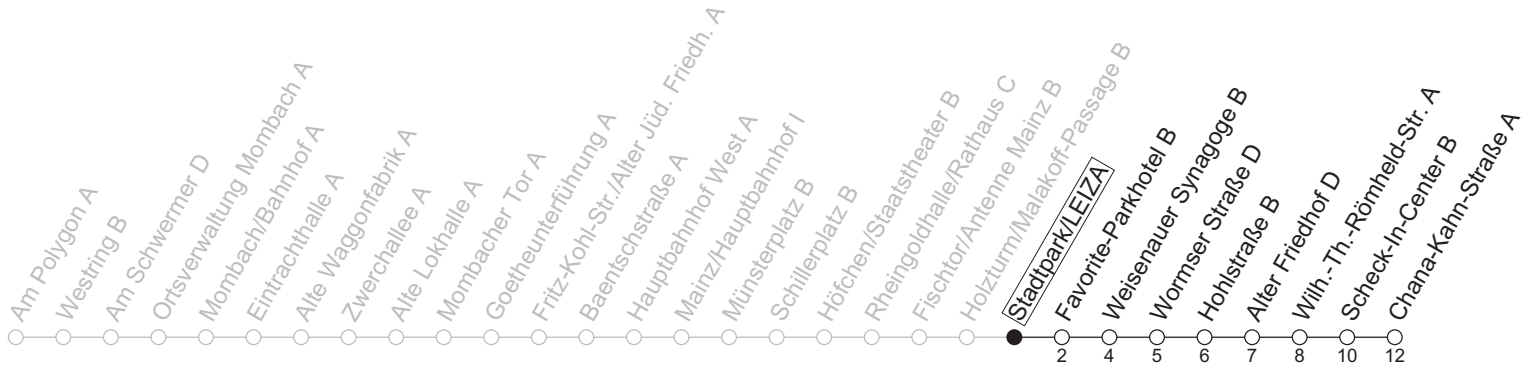 Am Polygon A
Westring B
Am Schwermer D
Ortsverwaltung Mombach A
Mombach/Bahnhof A
Eintrachthalle A
Alte Waggonfabrik A
Zwerchallee A
Alte Lokhalle A
Mombacher Tor A
Goetheunterführung A
Fritz-Kohl-Str./Alter Jüd. Friedh. A
Baentschstraße A
Hauptbahnhof West A
Mainz/Hauptbahnhof I
Münsterplatz B
Schillerplatz B
Höfchen/Staatstheater B
Rheingoldhalle/Rathaus C
Fischtor/Antenne Mainz B
Holzturm/Malakoff-Passage B
Stadtpark/LEIZA
Favorite-Parkhotel B
Weisenauer Synagoge B
Wormser Straße D
Hohlstraße B
Alter Friedhof D
Wilh.-Th.-Römheld-Str. A
Scheck-In-Center B
Chana-Kahn-Straße A
2 4 5 6 7 8 10 12